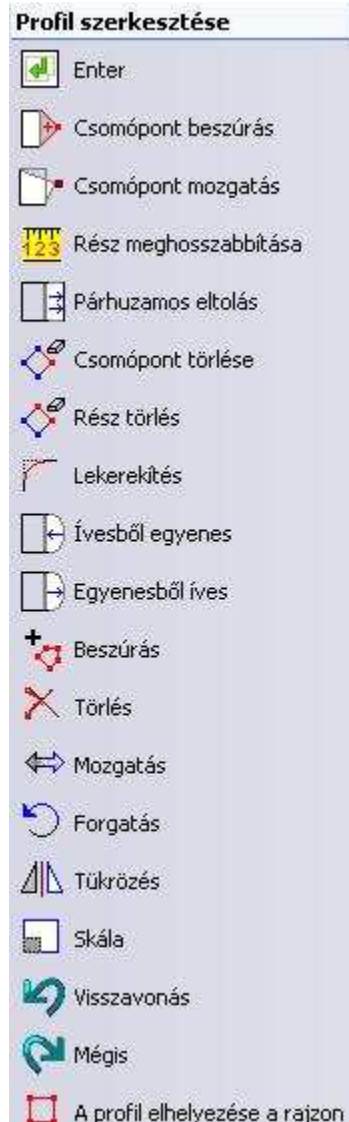 Profil szerkesztése
Enter
Csomópont beszúrás
Csomópont mozgatás
123 Rész meghosszabbítása
Párhuzamos eltolás
Csomópont törlése
Rész törlés
Lekerekítés
Ívesből egyenes
Egyenesből íves
Beszúrás
Törlés
Mozgatás
Forgatás
Tükrözés
Skála
Visszavonás
Mégis
A profil elhelyezése a rajzon